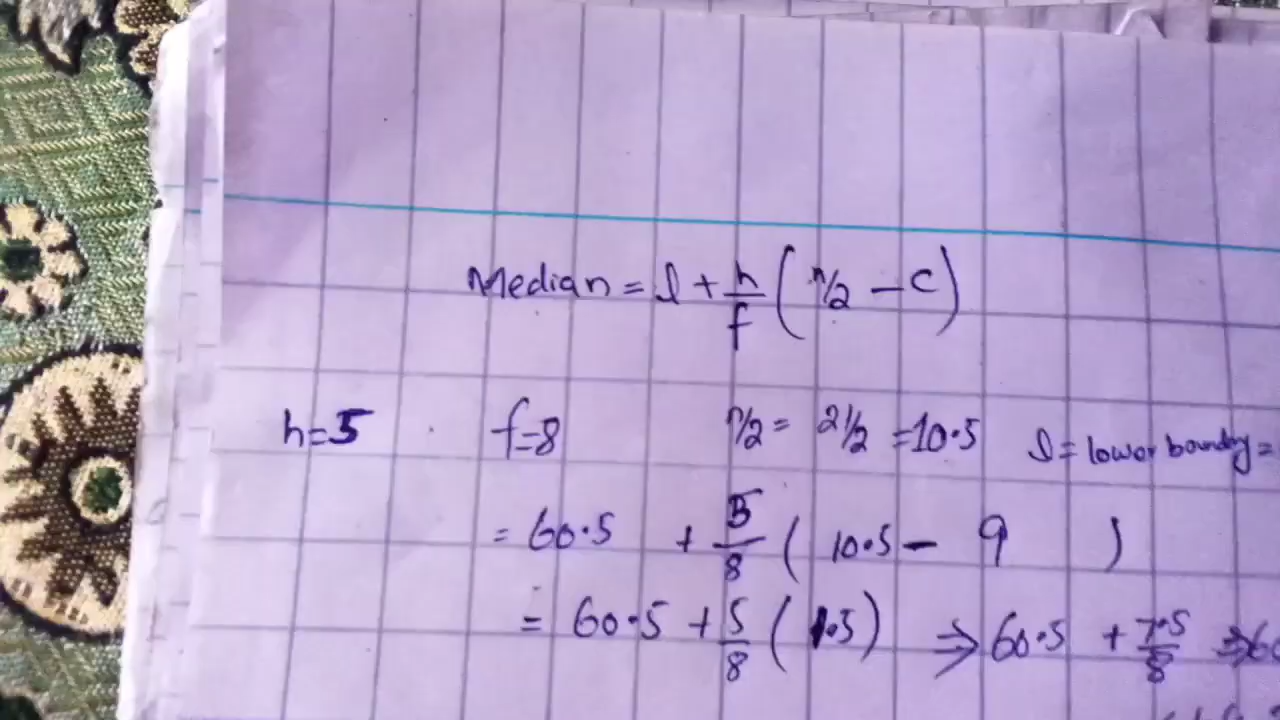 Median = l + h/f ( n/2 - C )
h=5 f=8 n/2 = 21/2 =10.5 l = lower boundry =
= 60.5 + 5/8 ( 10.5 - 9 )
= 60.5 + 5/8 ( 1.5 ) ⇒ 60.5 + 7.5/8 ⇒ 60